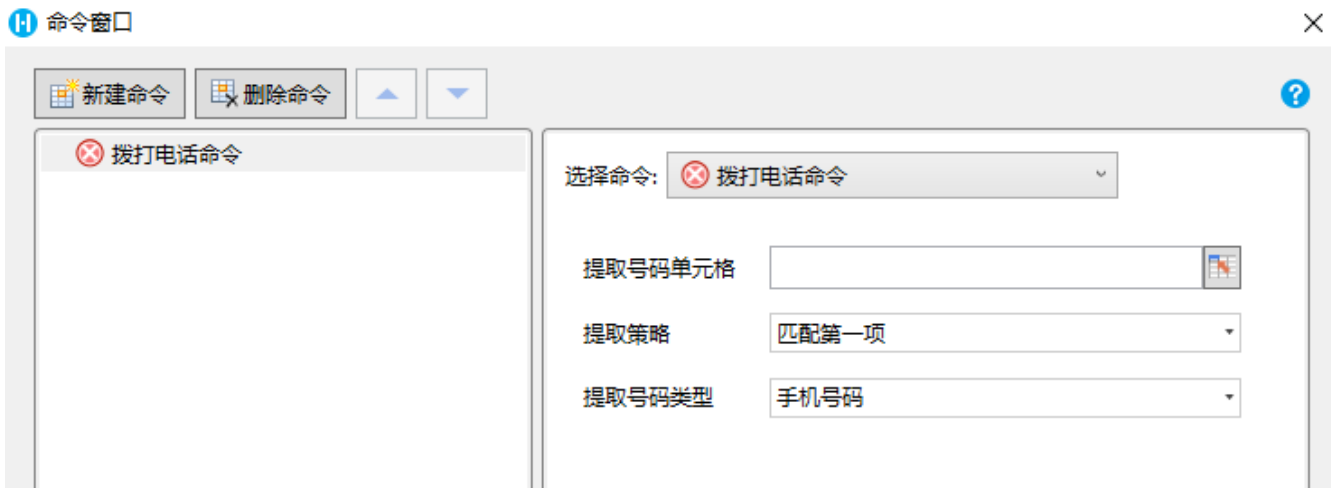 命令窗口
新建命令 删除命令
拨打电话命令
选择命令: 拨打电话命令
提取号码单元格
提取策略 匹配第一项
提取号码类型 手机号码